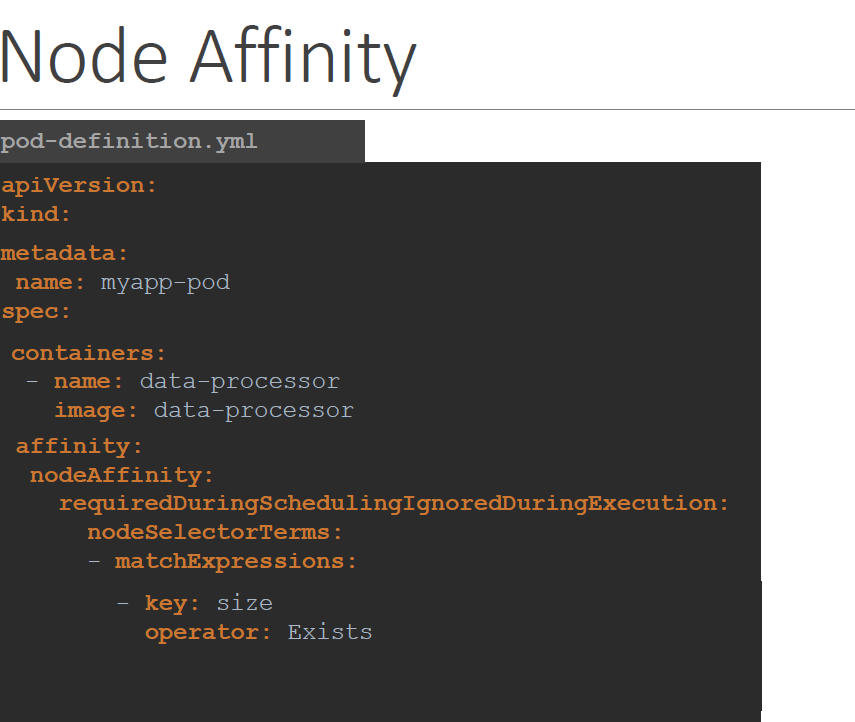 Node Affinity
pod-definition.yml
apiVersion:
kind:
metadata:
name: myapp-pod
spec:
containers:
- name: data-processor
image: data-processor
affinity:
nodeAffinity:
requiredDuringSchedulingIgnoredDuringExecution:
nodeSelectorTerms:
- matchExpressions:
- key: size
operator: Exists